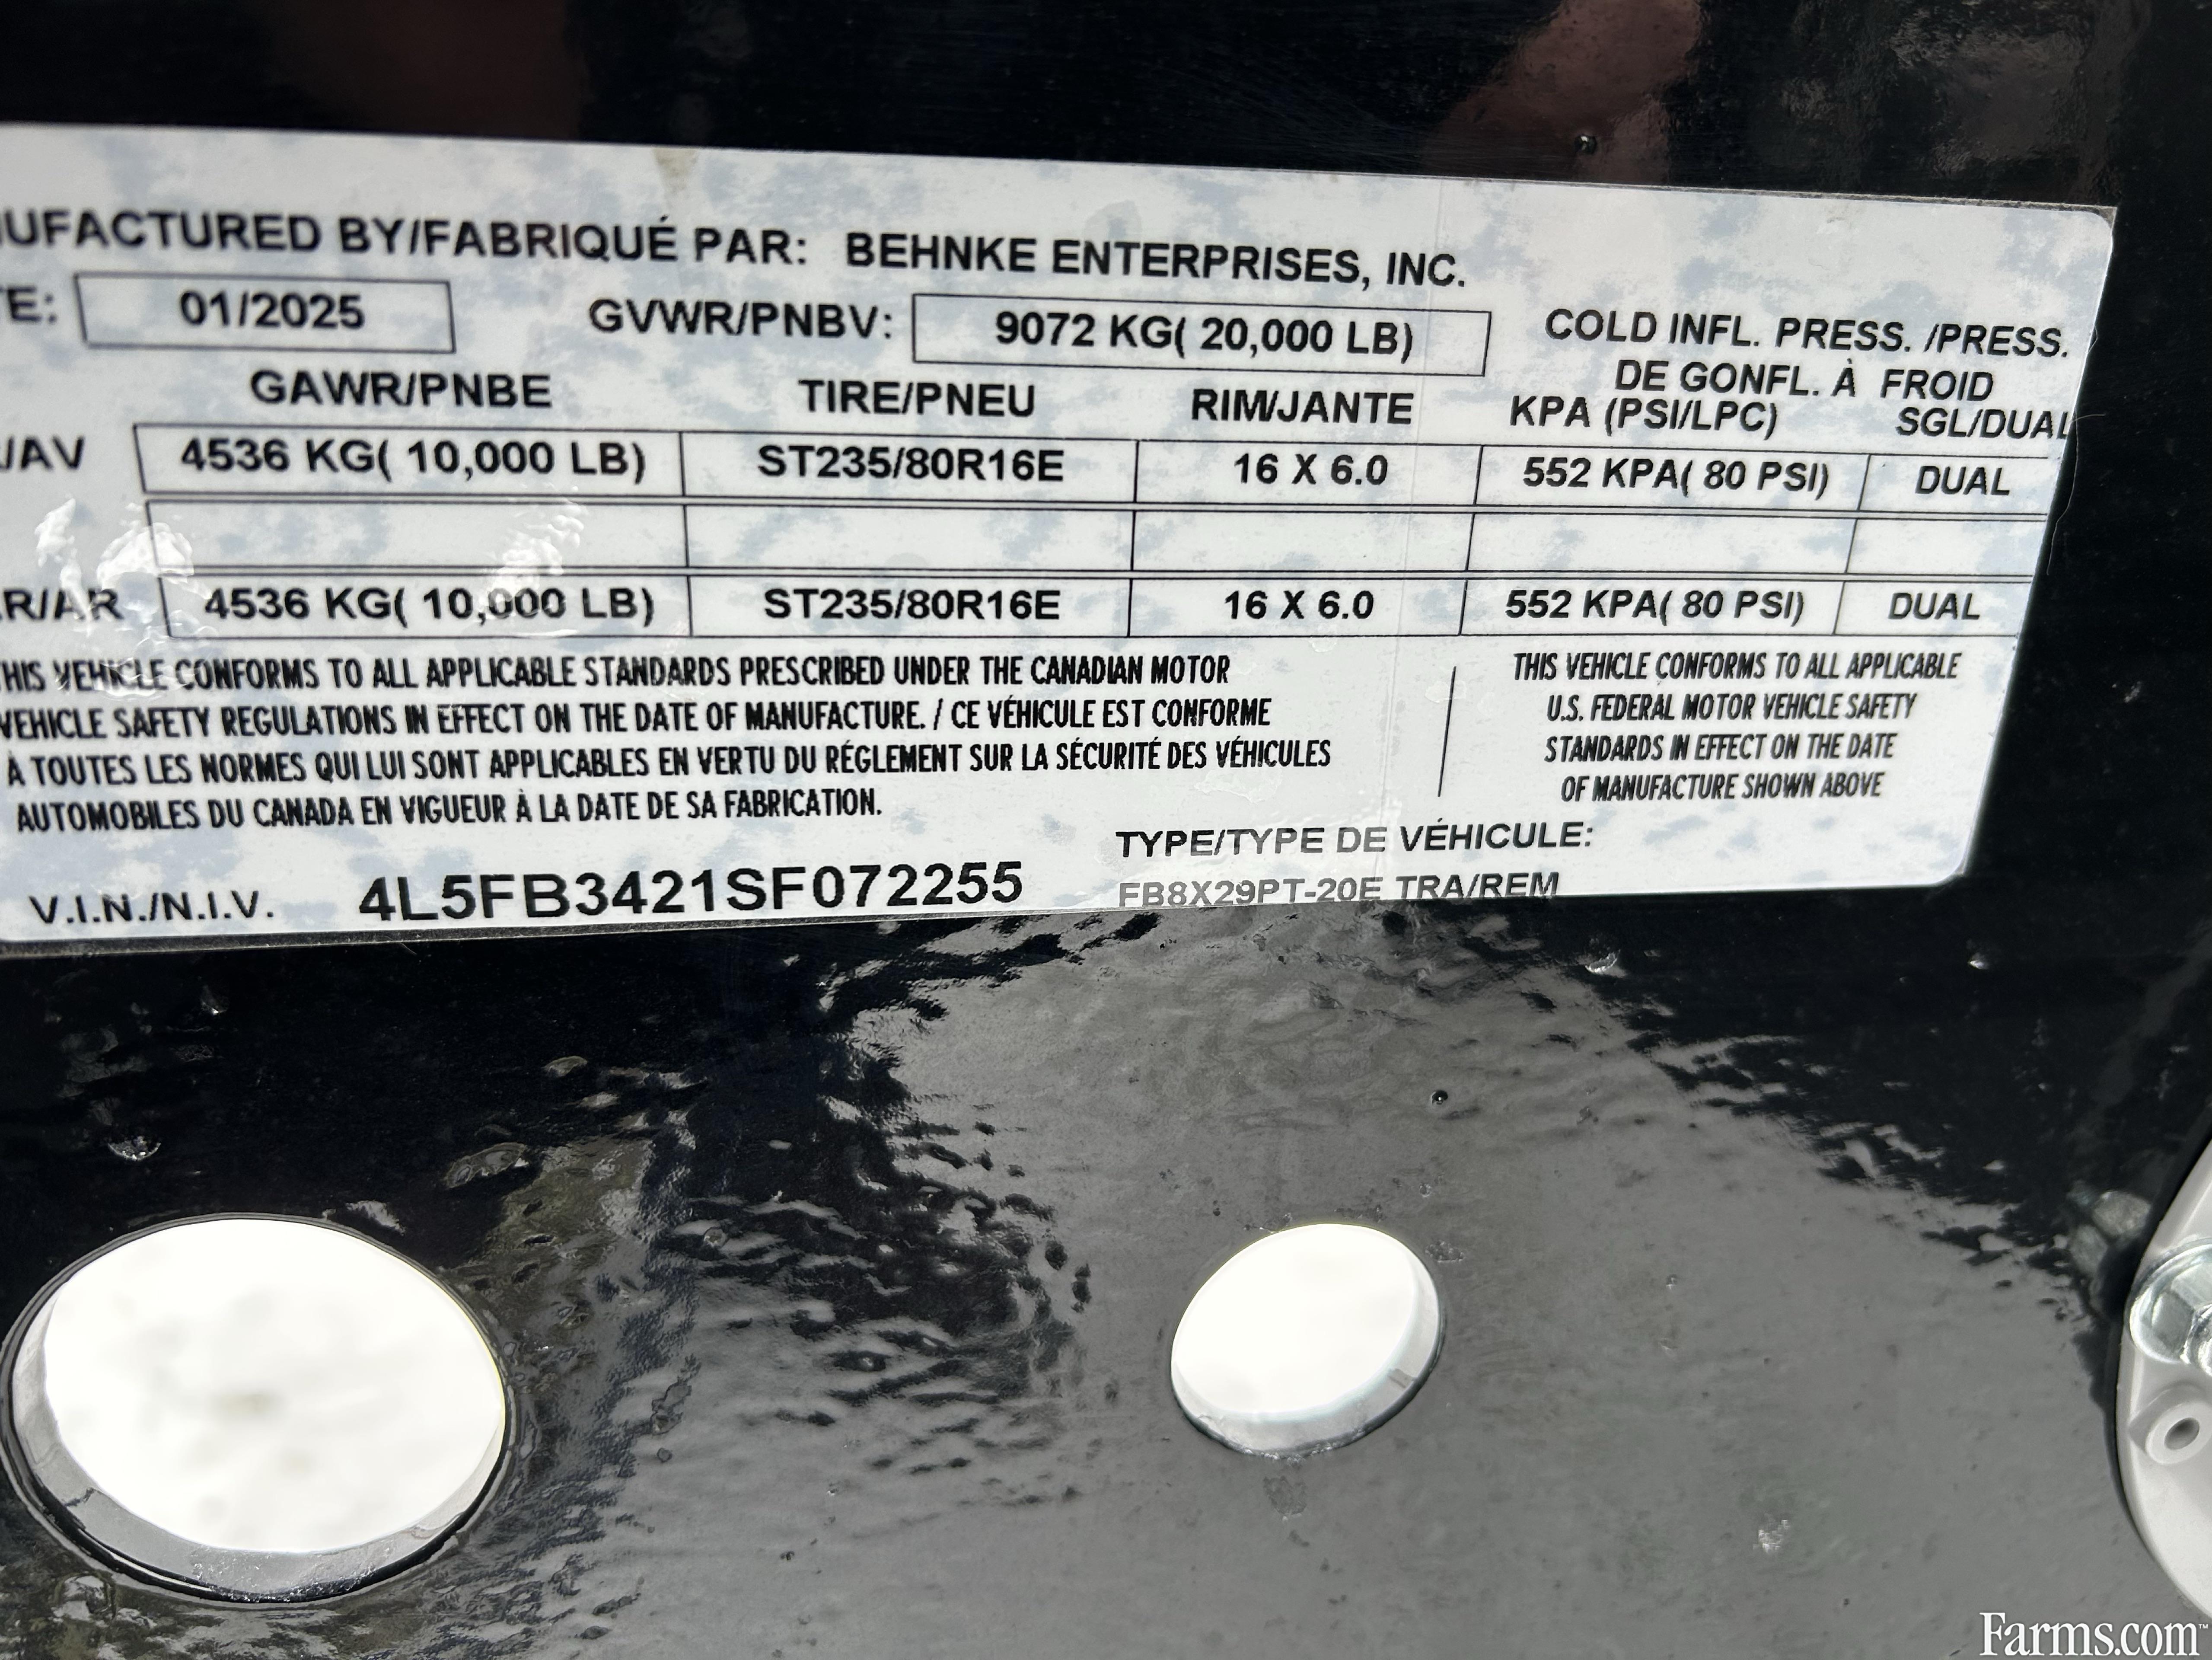 UFACTURED BY/FABRIQUÉ PAR: BEHNKE ENTERPRISES, INC.
TE: 01/2025 GVWR/PNBV: 9072 KG( 20,000 LB) COLD INFL. PRESS. /PRESS.
DE GONFL. À FROID
GAWR/PNBE TIRE/PNEU RIM/JANTE KPA (PSI/LPC) SGL/DUAL
/AV 4536 KG( 10,000 LB) ST235/80R16E 16 X 6.0 552 KPA( 80 PSI) DUAL
R/AR 4536 KG( 10,000 LB) ST235/80R16E 16 X 6.0 552 KPA( 80 PSI) DUAL
THIS VEHICLE CONFORMS TO ALL APPLICABLE STANDARDS PRESCRIBED UNDER THE CANADIAN MOTOR
VEHICLE SAFETY REGULATIONS IN EFFECT ON THE DATE OF MANUFACTURE. / CE VÉHICULE EST CONFORME
À TOUTES LES NORMES QUI LUI SONT APPLICABLES EN VERTU DU RÉGLEMENT SUR LA SÉCURITÉ DES VÉHICULES
AUTOMOBILES DU CANADA EN VIGUEUR À LA DATE DE SA FABRICATION.
THIS VEHICLE CONFORMS TO ALL APPLICABLE
U.S. FEDERAL MOTOR VEHICLE SAFETY
STANDARDS IN EFFECT ON THE DATE
OF MANUFACTURE SHOWN ABOVE
TYPE/TYPE DE VÉHICULE:
V.I.N./N.I.V. 4L5FB3421SF072255 FB8X29PT-20E TRA/REM
Farms.com™